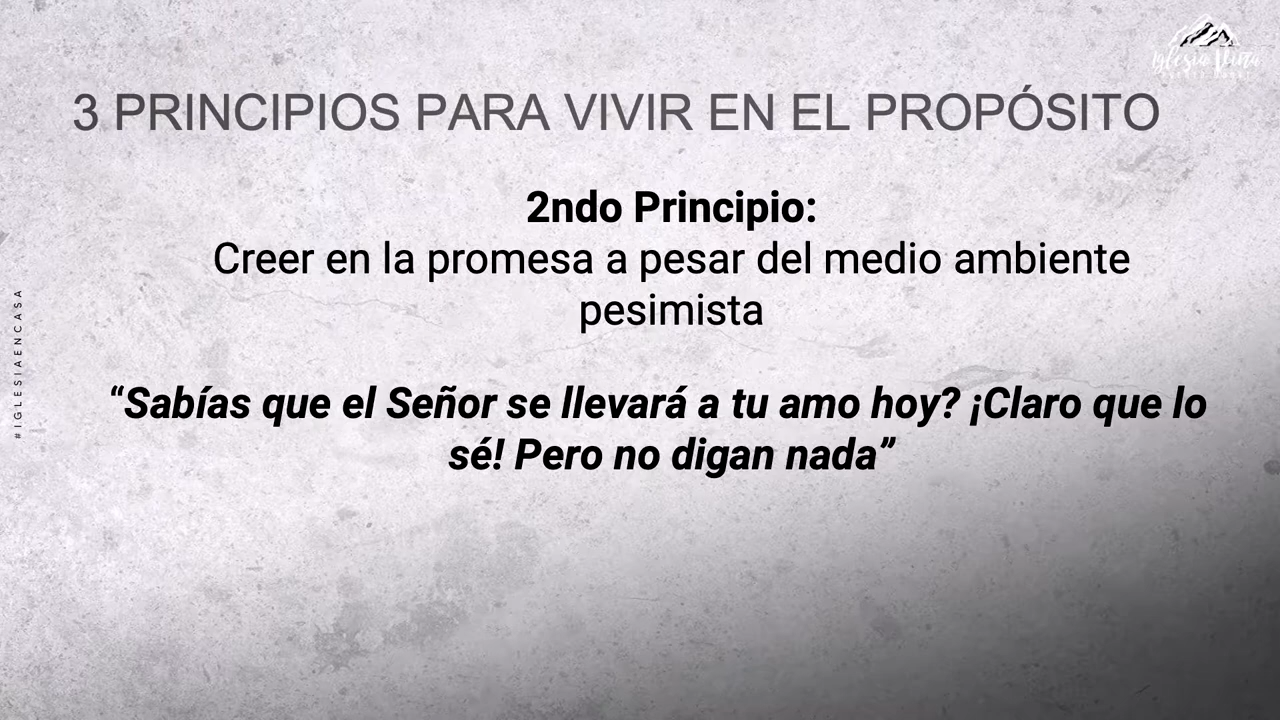 3 PRINCIPIOS PARA VIVIR EN EL PROPÓSITO
2ndo Principio:
Creer en la promesa a pesar del medio ambiente
pesimista
“Sabías que el Señor se llevará a tu amo hoy? ¡Claro que lo
sé! Pero no digan nada”
#IGLESIAENCASA
Iglesia